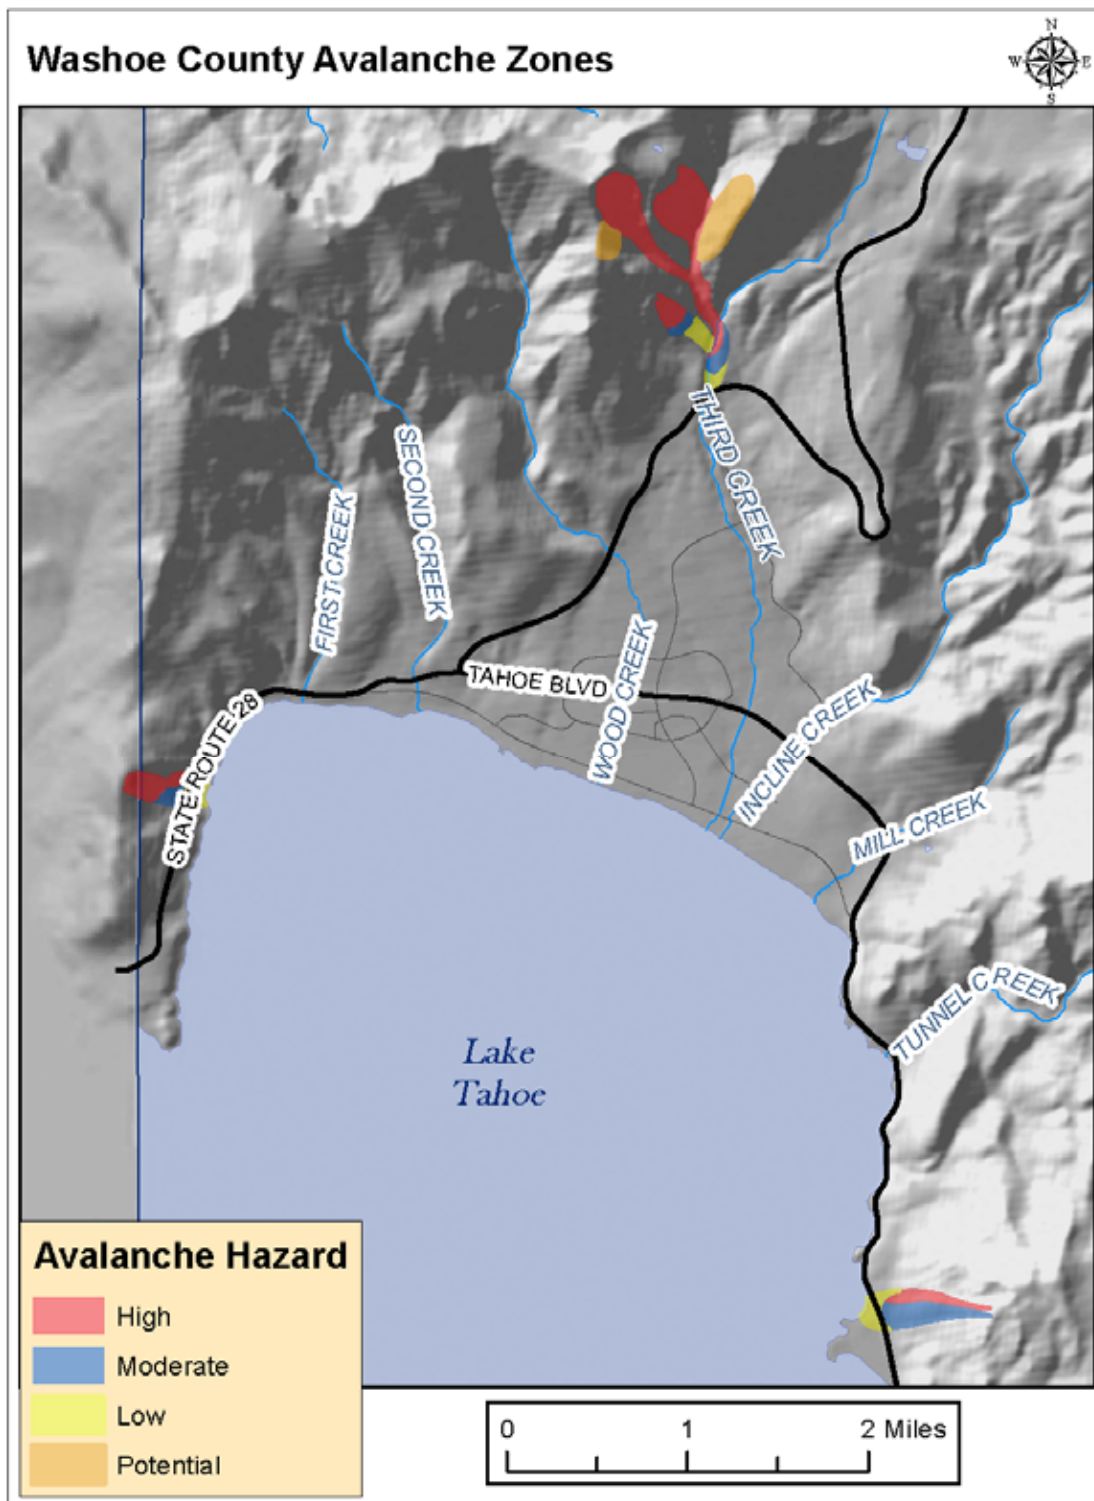 Washoe County Avalanche Zones
N
W
E
S
THIRD CREEK
SECOND CREEK
FIRST CREEK
TAHOE BLVD
WOOD CREEK
STATE ROUTE 28
INCLINE CREEK
MILL CREEK
TUNNEL CREEK
Lake
Tahoe
Avalanche Hazard
High
Moderate
Low
Potential
0 1 2 Miles